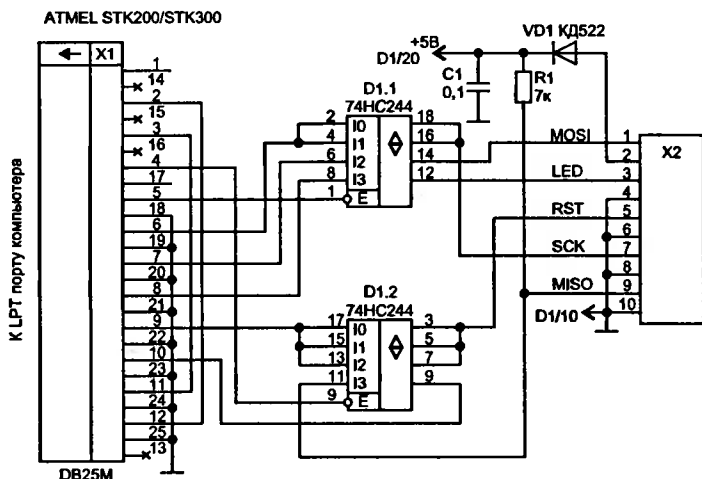 ATMEL STK200/STK300
X1
1
14
2
15
3
16
4
17
5
18
6
19
7
20
8
21
9
22
10
23
11
24
12
25
13
DB25M
К LPT порту компьютера
D1.1
74HC244
2
4
6
8
1
I0
I1
I2
I3
E
18
16
14
12
D1.2
74HC244
17
15
13
11
9
I0
I1
I2
I3
E
3
5
7
9
+5В
D1/20
C1
0,1
VD1 КД522
R1
7к
MOSI
LED
RST
SCK
MISO
D1/10
1
2
3
4
5
6
7
8
9
10
X2